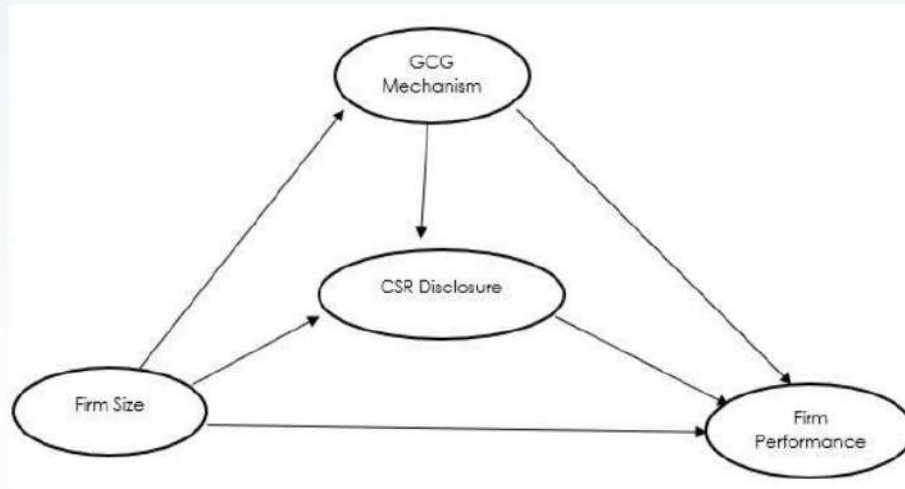 GCG
Mechanism
CSR Disclosure
Firm Size
Firm
Performance